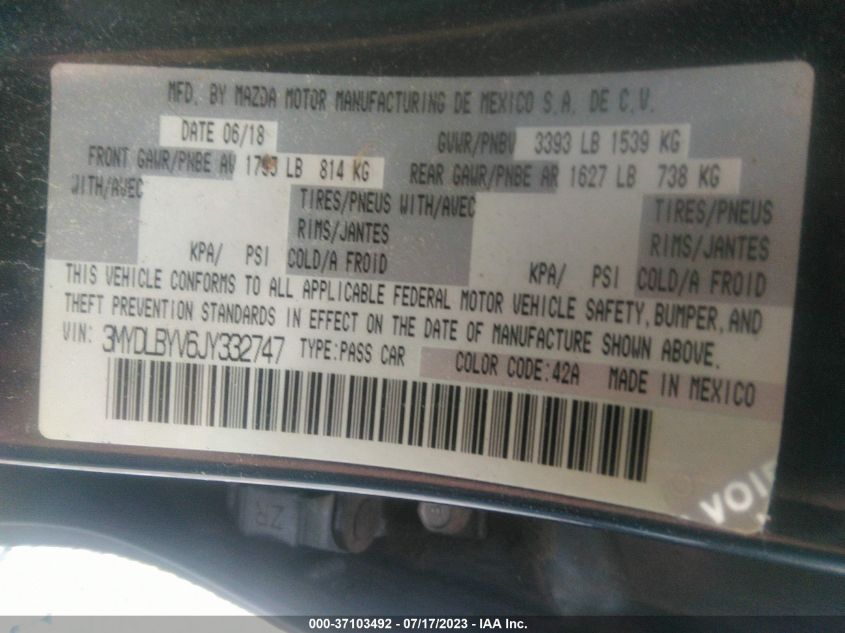 MFD. BY MAZDA MOTOR MANUFACTURING DE MEXICO S.A. DE C.V.
DATE 06/18 GVWR/PNBV 3393 LB 1539 KG
FRONT GAWR/PNBE AV 1795 LB 814 KG REAR GAWR/PNBE AR 1627 LB 738 KG
WITH/AVEC TIRES/PNEUS WITH/AVEC TIRES/PNEUS
RIMS/JANTES RIMS/JANTES
KPA/ PSI COLD/A FROID KPA/ PSI COLD/A FROID
THIS VEHICLE CONFORMS TO ALL APPLICABLE FEDERAL MOTOR VEHICLE SAFETY, BUMPER, AND
THEFT PREVENTION STANDARDS IN EFFECT ON THE DATE OF MANUFACTURE SHOWN ABOVE.
VIN: 3MYDLBYV6JY332747 TYPE:PASS CAR COLOR CODE:42A MADE IN MEXICO
VOID
ZR
000-37103492 - 07/17/2023 - IAA Inc.